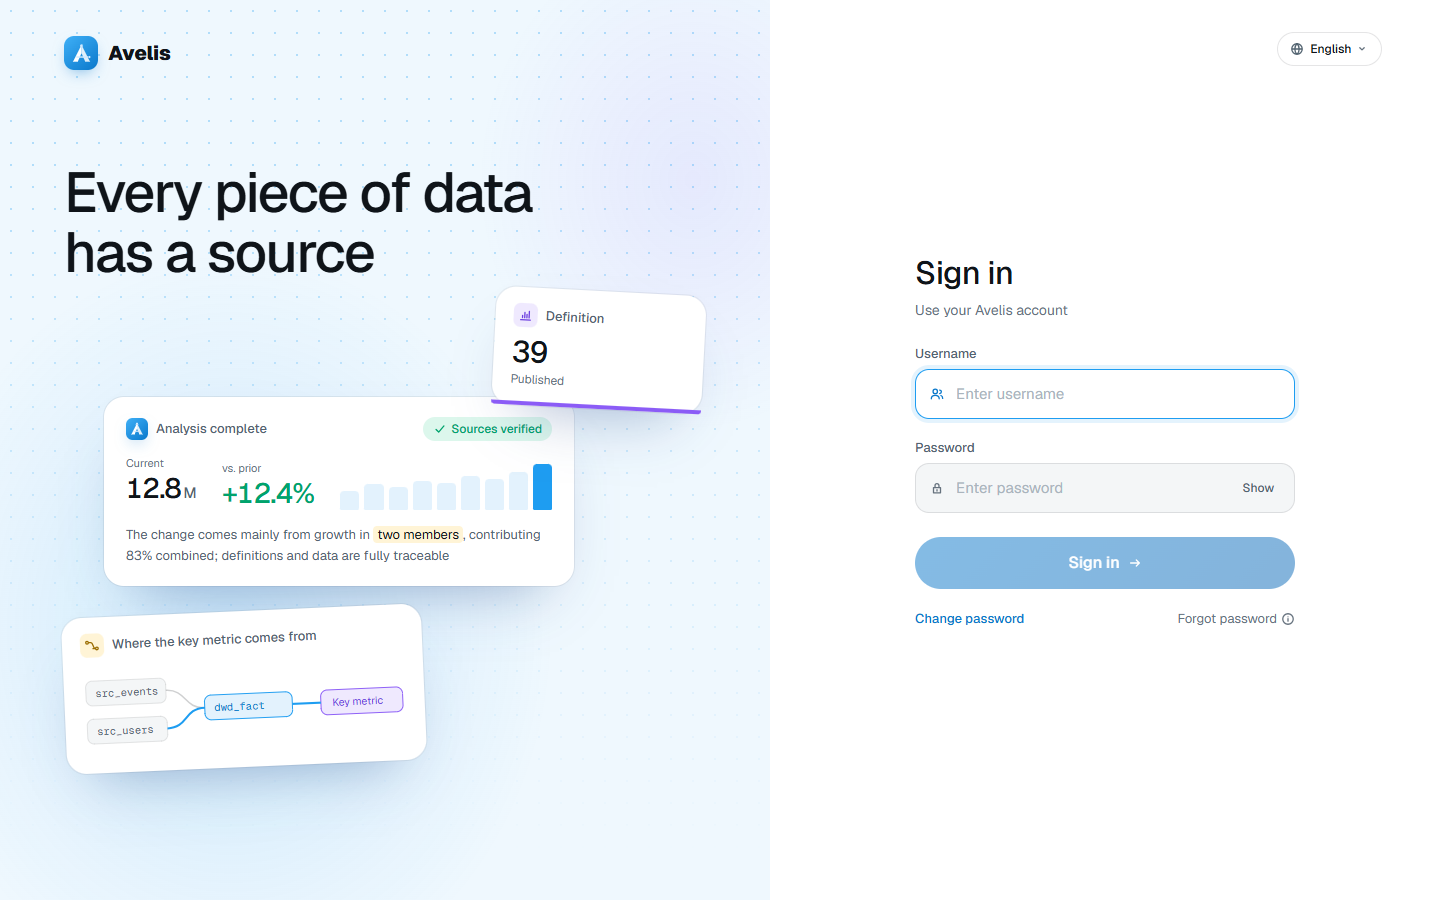 Avelis
English
Every piece of data
has a source
Definition
39
Published
Analysis complete
Sources verified
Current
12.8 M
vs. prior
+12.4%
The change comes mainly from growth in two members, contributing
83% combined; definitions and data are fully traceable
Where the key metric comes from
src_events
src_users
dwd_fact
Key metric
Sign in
Use your Avelis account
Username
Enter username
Password
Enter password
Show
Sign in →
Change password
Forgot password